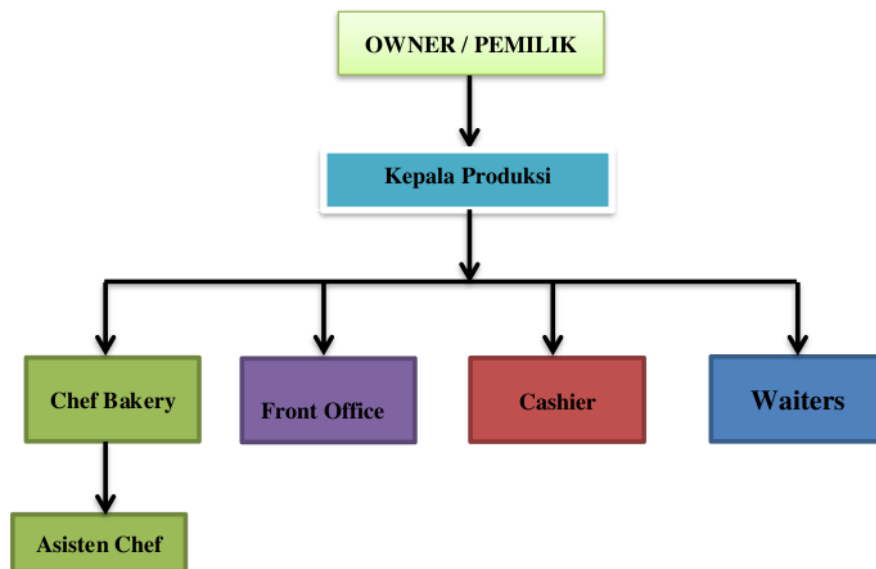 OWNER / PEMILIK
Kepala Produksi
Chef Bakery
Front Office
Cashier
Waiters
Asisten Chef